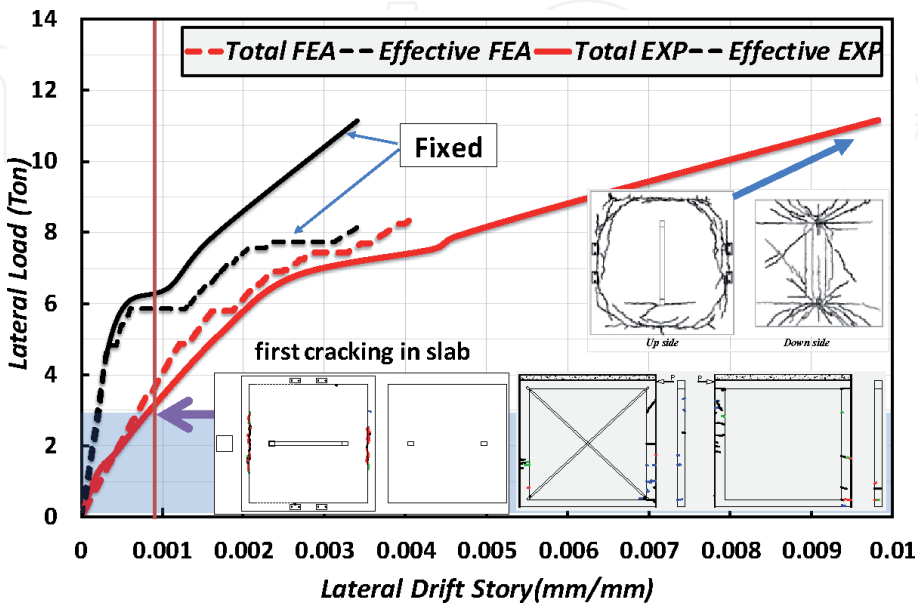 Total FEA Effective FEA Total EXP Effective EXP
14
12
10
8
6
4
2
0
Lateral Load (Ton)
Fixed
Up side Down side
first cracking in slab
P P
0 0.001 0.002 0.003 0.004 0.005 0.006 0.007 0.008 0.009 0.01
Lateral Drift Story(mm/mm)